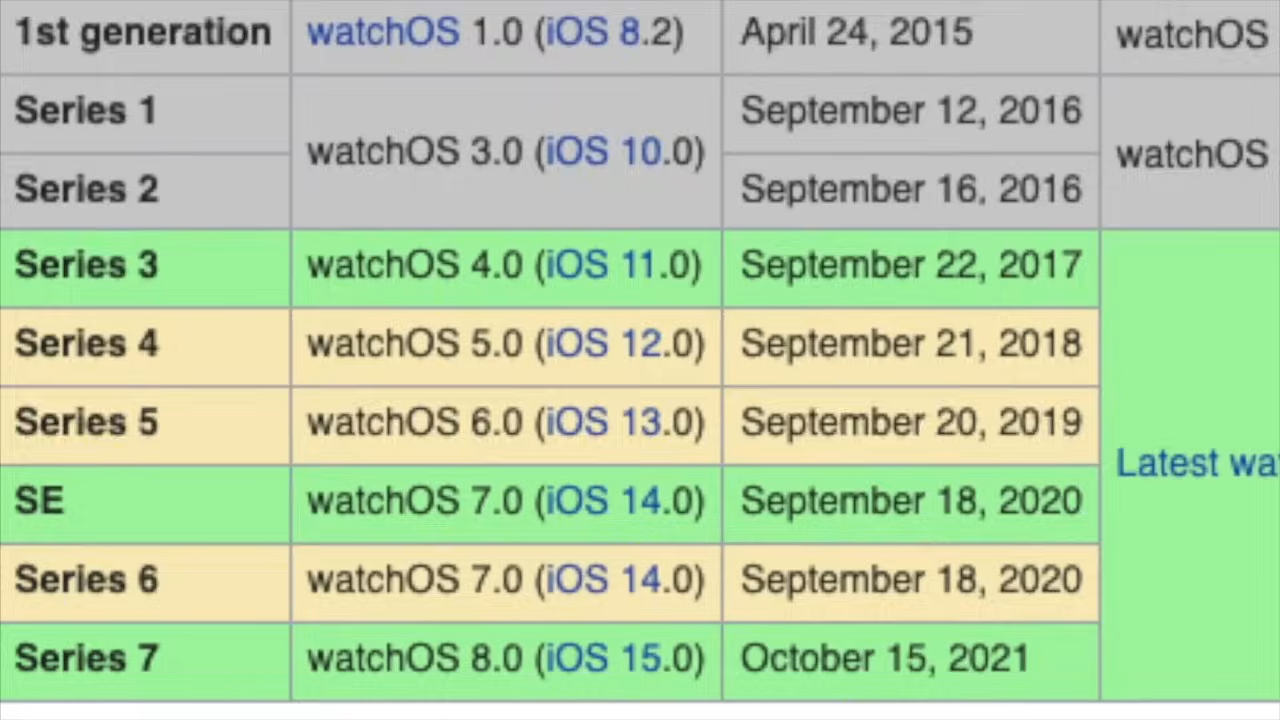 1st generation watchOS 1.0 (iOS 8.2) April 24, 2015 watchOS
Series 1 September 12, 2016
watchOS 3.0 (iOS 10.0) watchOS
Series 2 September 16, 2016
Series 3 watchOS 4.0 (iOS 11.0) September 22, 2017
Series 4 watchOS 5.0 (iOS 12.0) September 21, 2018
Series 5 watchOS 6.0 (iOS 13.0) September 20, 2019
Latest wa
SE watchOS 7.0 (iOS 14.0) September 18, 2020
Series 6 watchOS 7.0 (iOS 14.0) September 18, 2020
Series 7 watchOS 8.0 (iOS 15.0) October 15, 2021